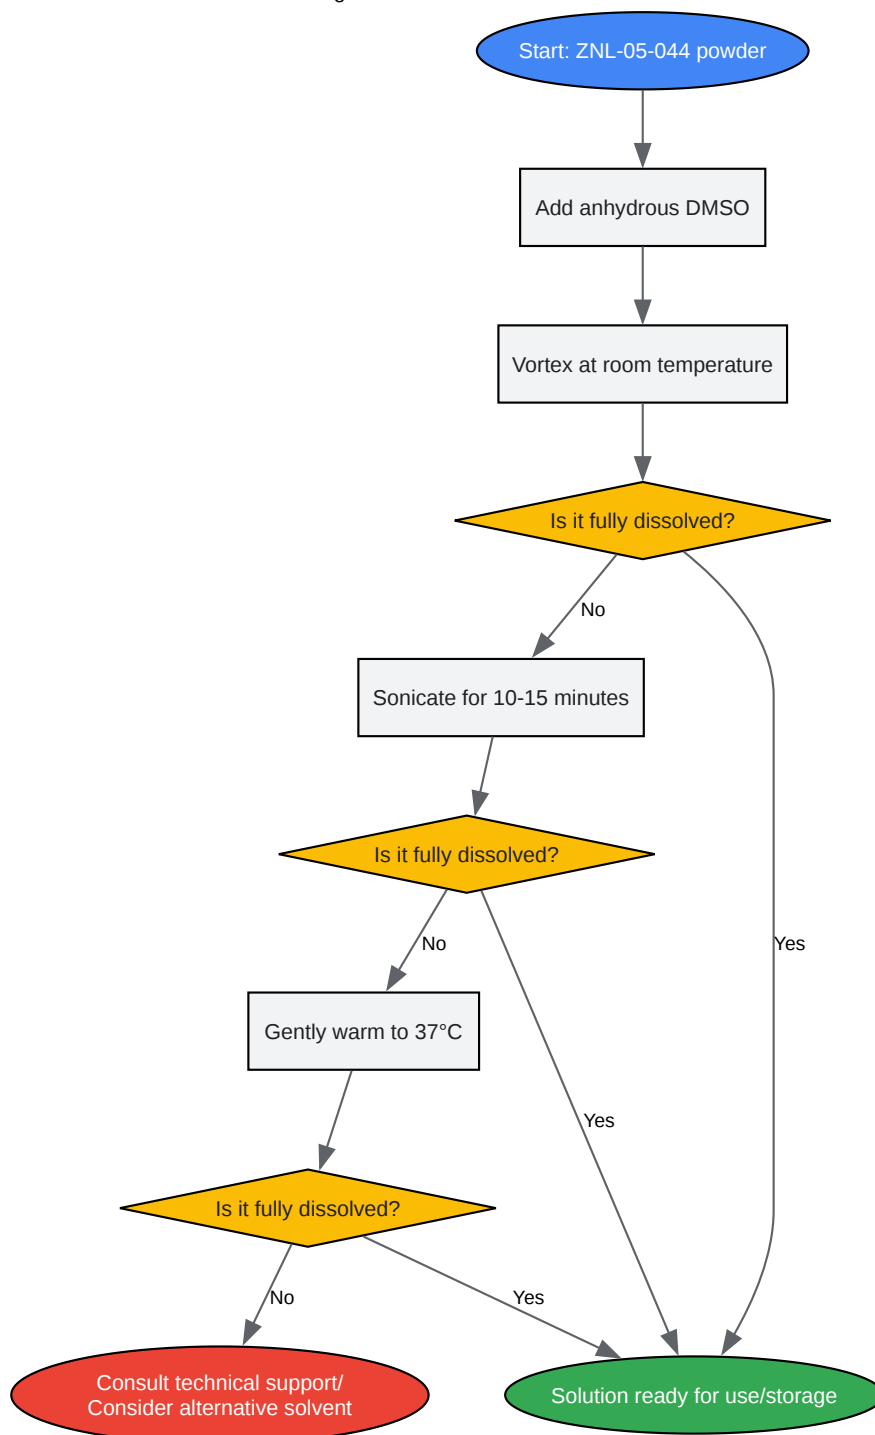 Start: ZNL-05-044 powder
Add anhydrous DMSO
Vortex at room temperature
Is it fully dissolved?
No
Sonicate for 10-15 minutes
Is it fully dissolved?
No
Yes
Gently warm to 37°C
Yes
Is it fully dissolved?
No
Yes
Consult technical support/
Consider alternative solvent
Solution ready for use/storage